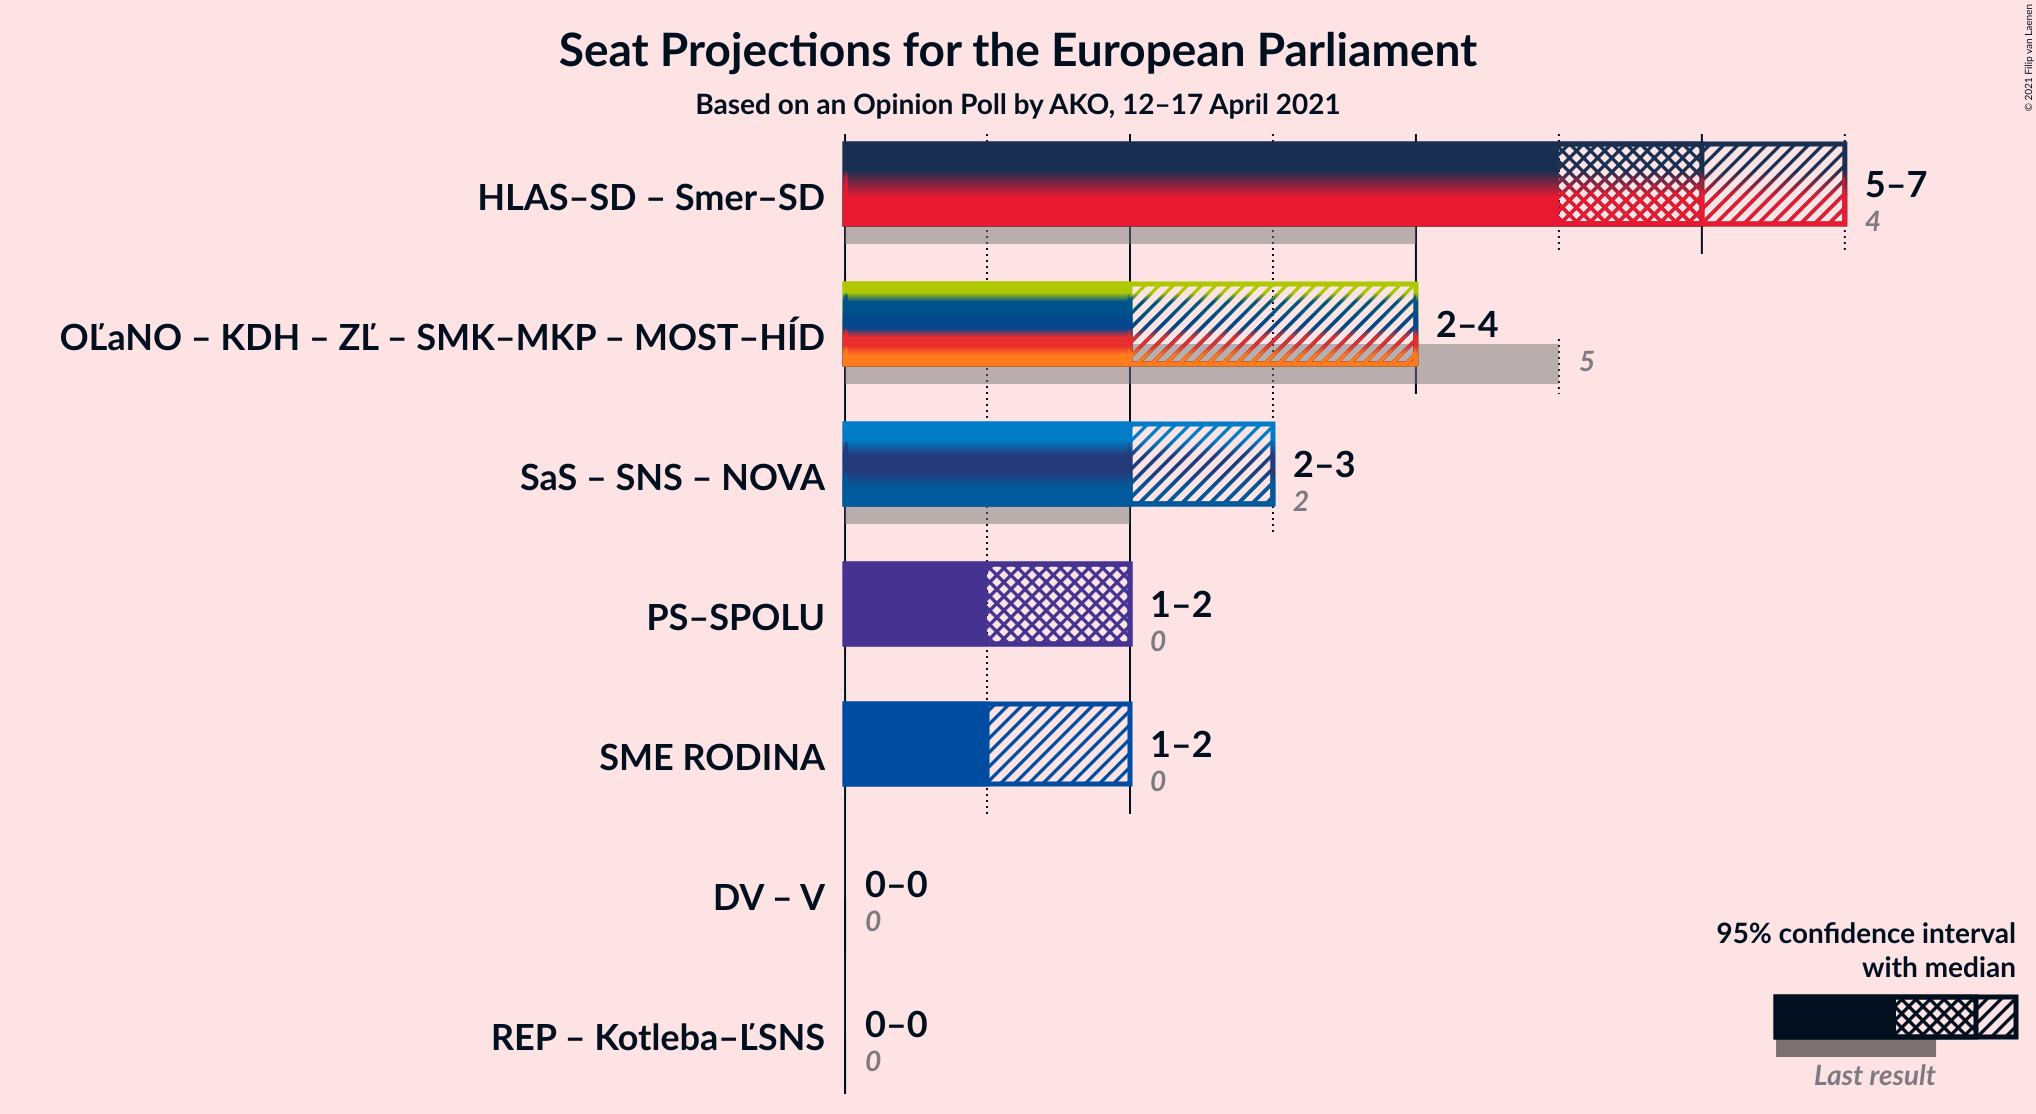 Seat Projections for the European Parliament
Based on an Opinion Poll by AKO, 12–17 April 2021
© 2021 Filip van Laenen
HLAS–SD – Smer–SD
5–7
4
OĽaNO – KDH – ZĽ – SMK–MKP – MOST–HÍD
2–4
5
SaS – SNS – NOVA
2–3
2
PS–SPOLU
1–2
0
SME RODINA
1–2
0
DV – V
0–0
0
REP – Kotleba–ĽSNS
0–0
0
95% confidence interval
with median
Last result